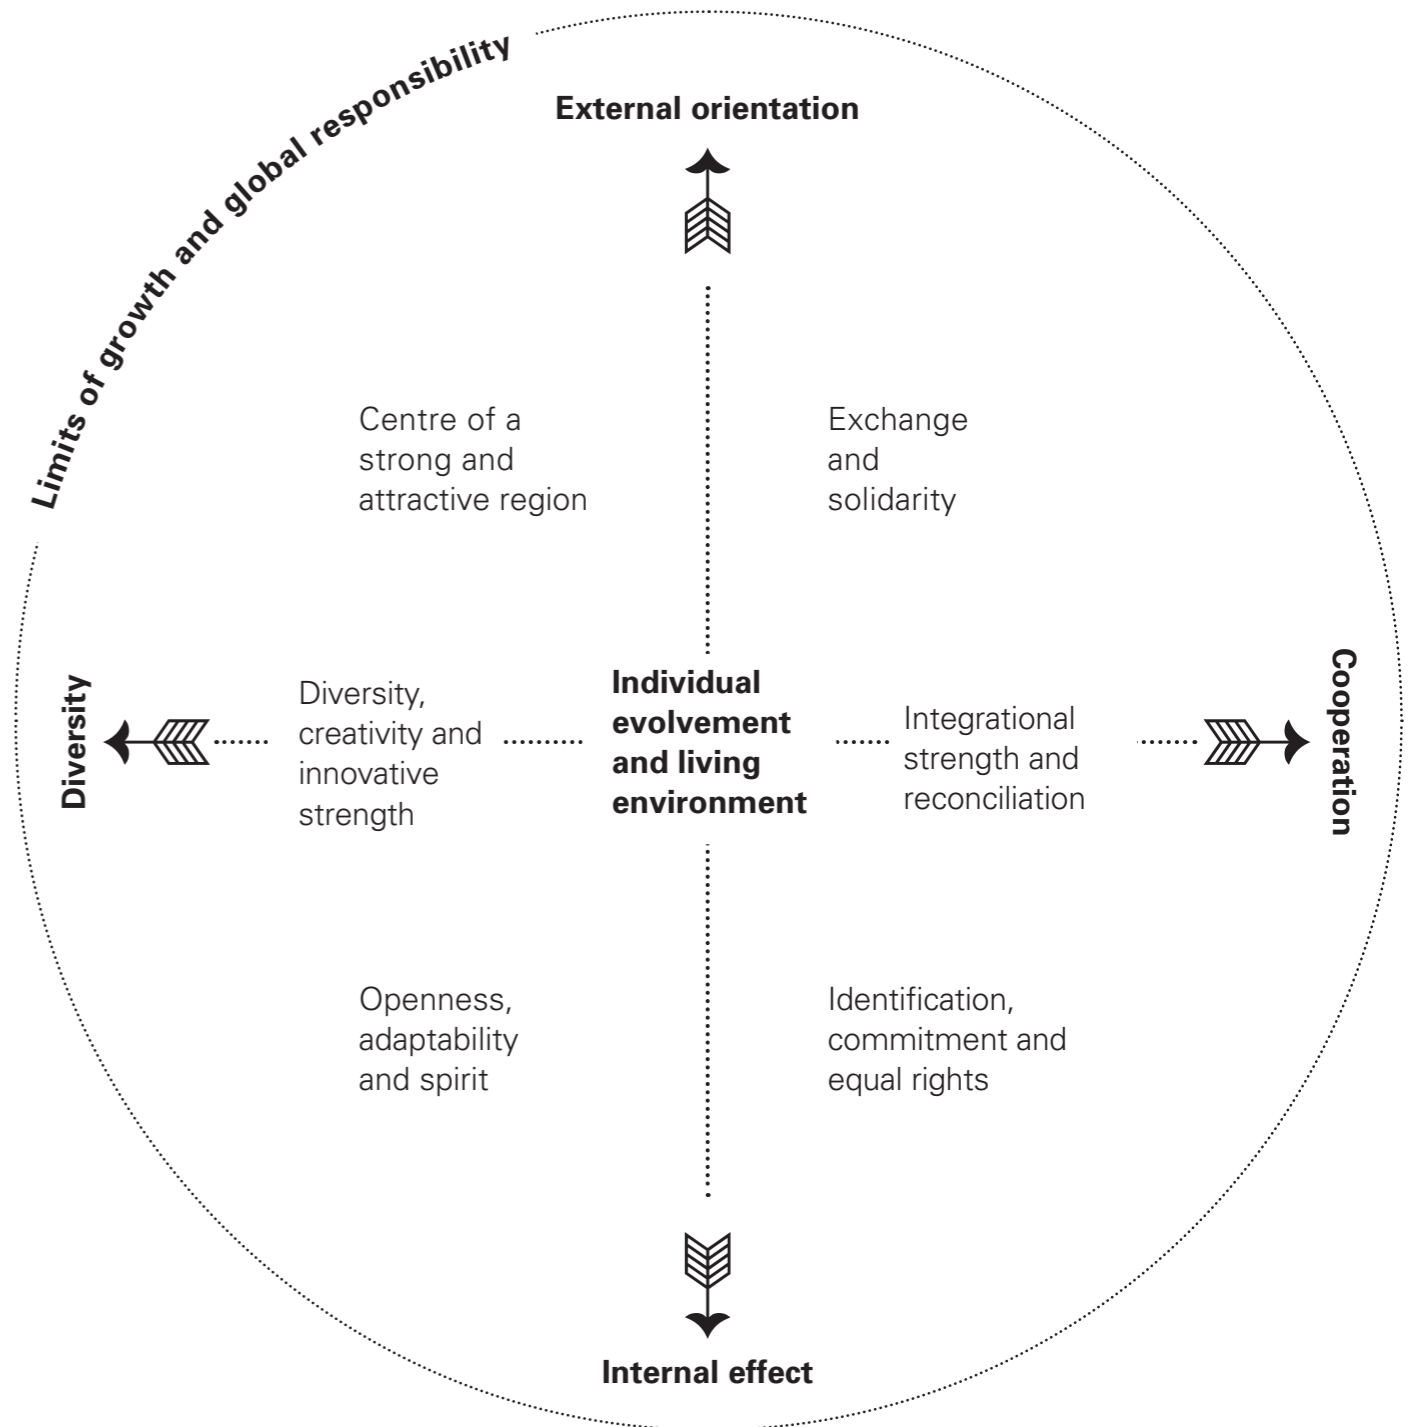 Limits of growth and global responsibility
External orientation
Centre of a
strong and
attractive region
Exchange
and
solidarity
Diversity
Diversity,
creativity and
innovative
strength
Individual
evolvement
and living
environment
Integrational
strength and
reconciliation
Cooperation
Openness,
adaptability
and spirit
Identification,
commitment and
equal rights
Internal effect